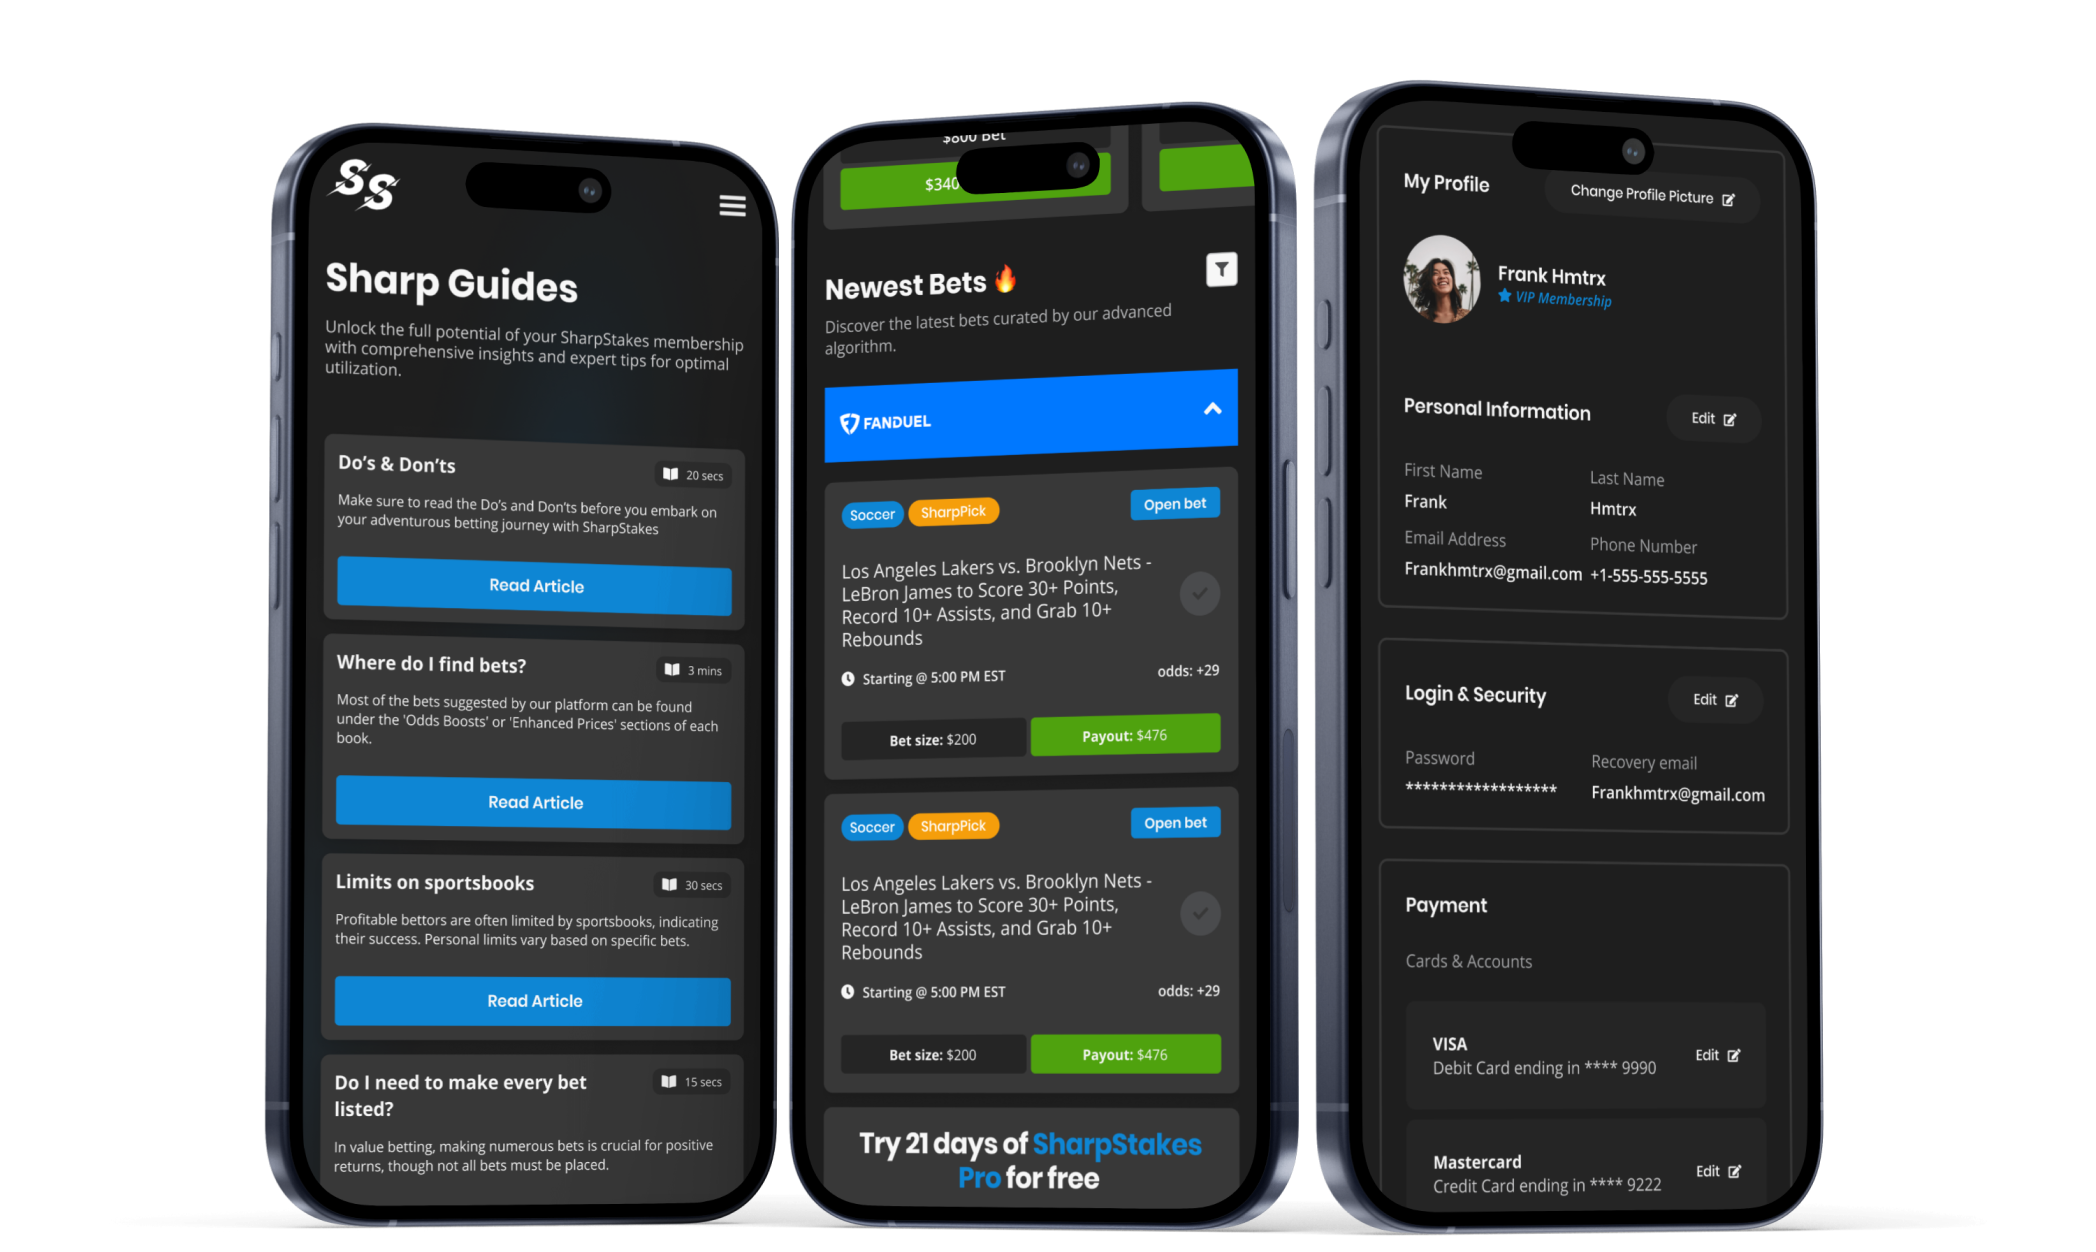 SS
Sharp Guides
Unlock the full potential of your SharpStakes membership
with comprehensive insights and expert tips for optimal
utilization.
Do's & Don'ts
20 secs
Make sure to read the Do's and Don'ts before you embark on
your adventurous betting journey with SharpStakes
Read Article
Where do I find bets?
3 mins
Most of the bets suggested by our platform can be found
under the 'Odds Boosts' or 'Enhanced Prices' sections of each
book.
Read Article
Limits on sportsbooks
30 secs
Profitable bettors are often limited by sportsbooks, indicating
their success. Personal limits vary based on specific bets.
Read Article
Do I need to make every bet
listed?
15 secs
In value betting, making numerous bets is crucial for positive
returns, though not all bets must be placed.
$800 Bet
$340
Newest Bets 🔥
Discover the latest bets curated by our advanced
algorithm.
FANDUEL
Soccer SharpPick Open bet
Los Angeles Lakers vs. Brooklyn Nets -
LeBron James to Score 30+ Points,
Record 10+ Assists, and Grab 10+
Rebounds
Starting @ 5:00 PM EST odds: +29
Bet size: $200 Payout: $476
Soccer SharpPick Open bet
Los Angeles Lakers vs. Brooklyn Nets -
LeBron James to Score 30+ Points,
Record 10+ Assists, and Grab 10+
Rebounds
Starting @ 5:00 PM EST odds: +29
Bet size: $200 Payout: $476
Try 21 days of SharpStakes
Pro for free
My Profile
Change Profile Picture
Frank Hmtrx
VIP Membership
Personal Information
Edit
First Name Last Name
Frank Hmtrx
Email Address Phone Number
Frankhmtrx@gmail.com +1-555-555-5555
Login & Security
Edit
Password Recovery email
****************** Frankhmtrx@gmail.com
Payment
Cards & Accounts
VISA
Debit Card ending in **** 9990
Edit
Mastercard
Credit Card ending in **** 9222
Edit